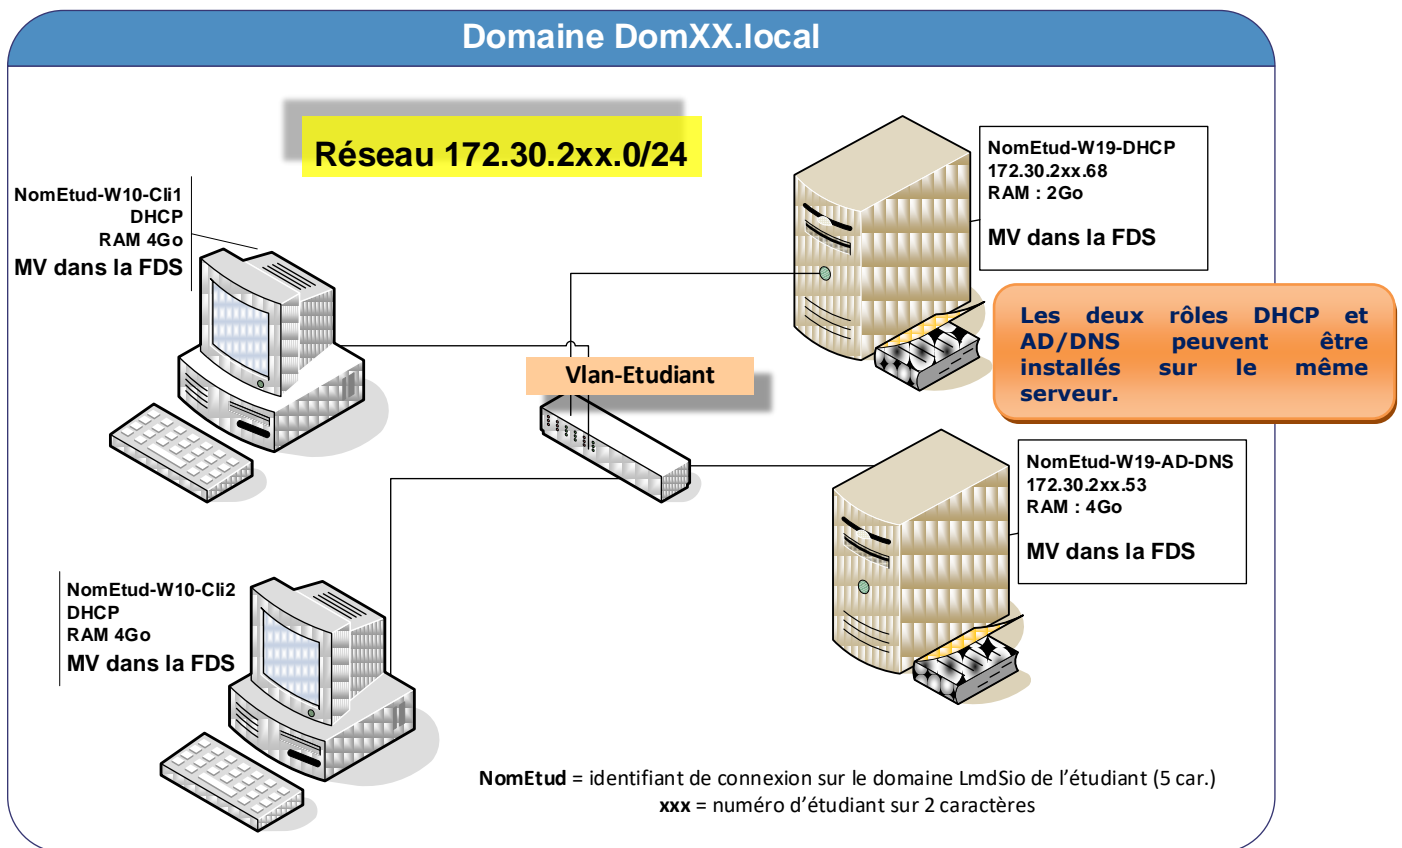 Domaine DomXX.local
Réseau 172.30.2xx.0/24
NomEtud-W10-Cli1
DHCP
RAM 4Go
MV dans la FDS
NomEtud-W19-DHCP
172.30.2xx.68
RAM : 2Go
MV dans la FDS
Les deux rôles DHCP et
AD/DNS peuvent être
installés sur le même
serveur.
Vlan-Etudiant
NomEtud-W19-AD-DNS
172.30.2xx.53
RAM : 4Go
MV dans la FDS
NomEtud-W10-Cli2
DHCP
RAM 4Go
MV dans la FDS
NomEtud = identifiant de connexion sur le domaine LmdSio de l'étudiant (5 car.)
xxx = numéro d'étudiant sur 2 caractères